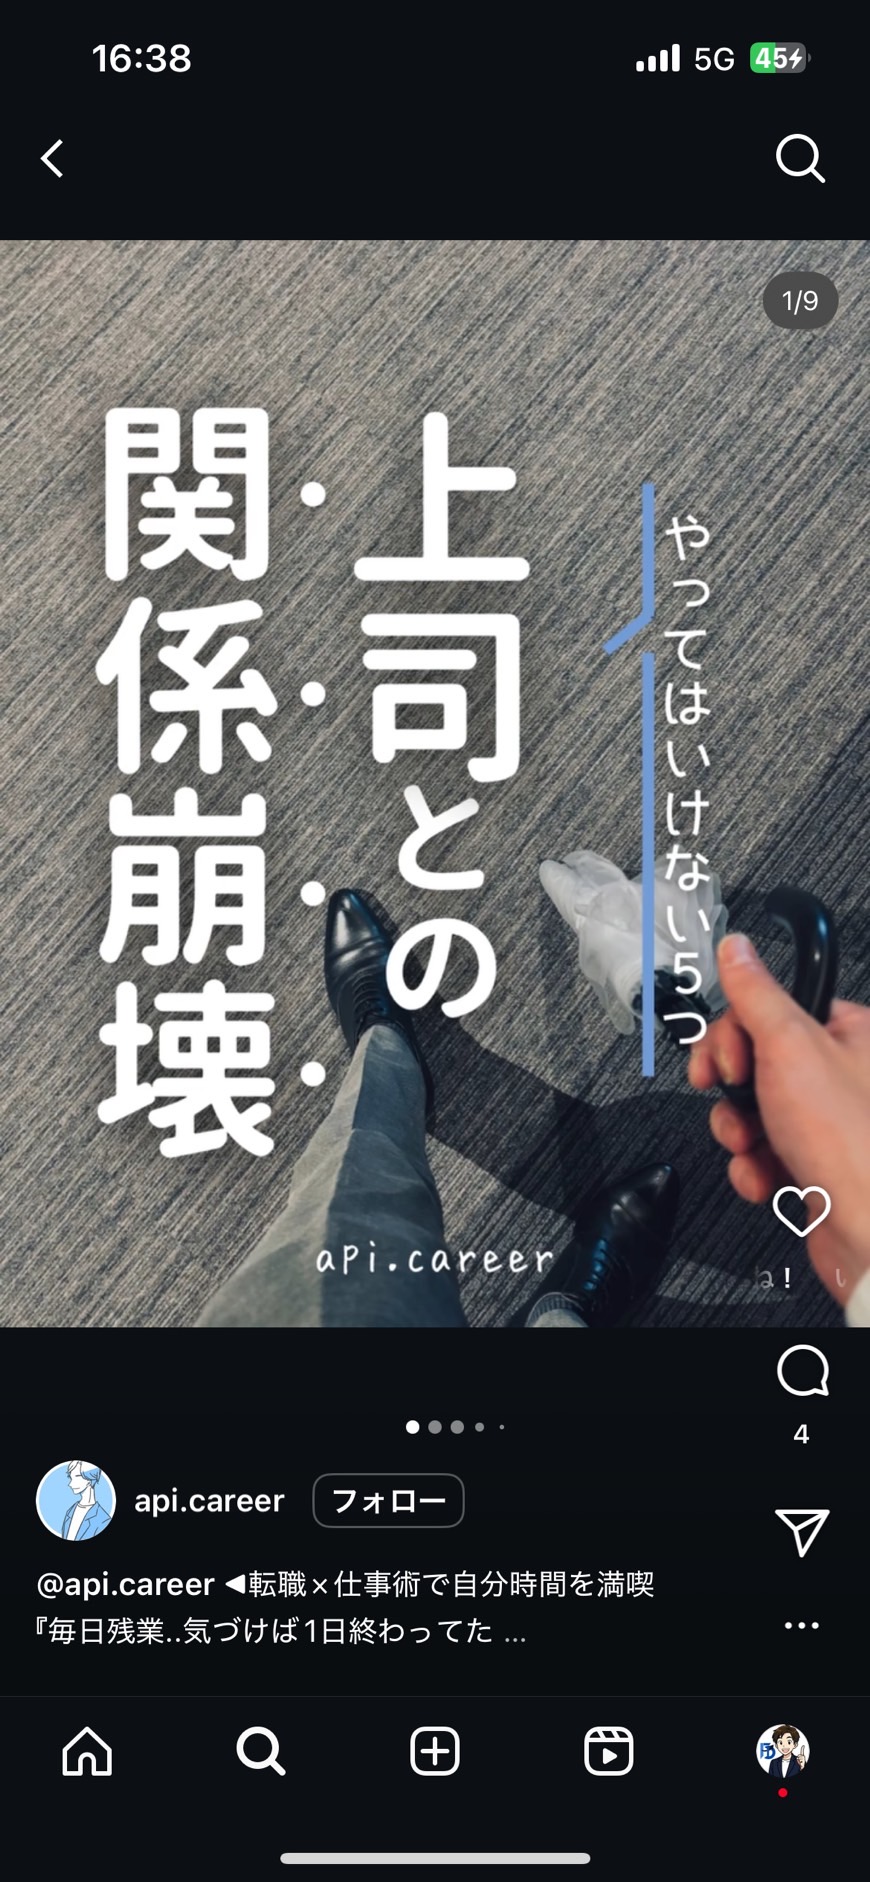 16:38
5G
45
1/9
やってはいけない5つ
上司との
関係崩壊
api.career
！
4
api.career
フォロー
@api.career ◀転職×仕事術で自分時間を満喫
『毎日残業..気づけば1日終わってた ...